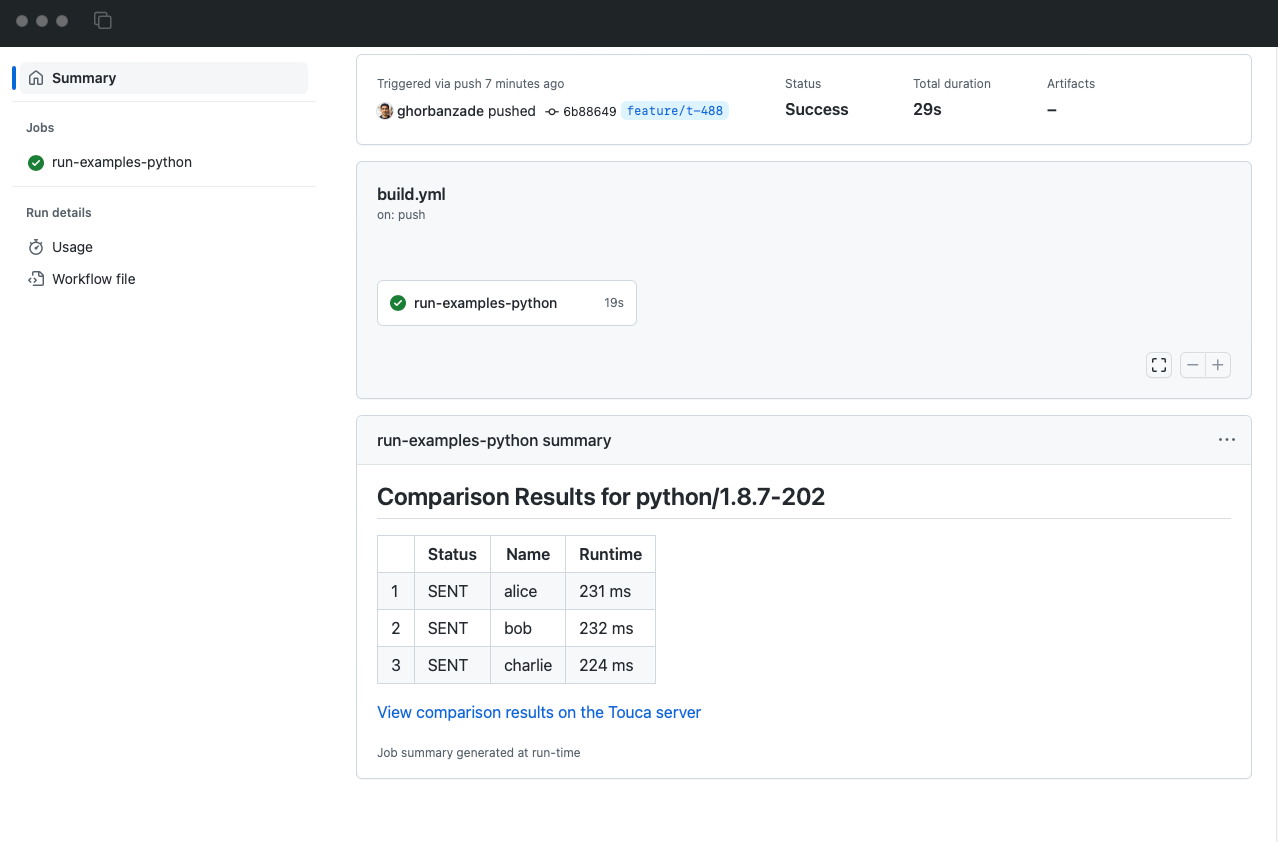 Summary
Jobs
run-examples-python
Run details
Usage
Workflow file
Triggered via push 7 minutes ago
ghorbanzade pushed 6b88649 feature/t-488
Status
Success
Total duration
29s
Artifacts
–
build.yml
on: push
run-examples-python 19s
run-examples-python summary
Comparison Results for python/1.8.7-202
Status Name Runtime
1 SENT alice 231 ms
2 SENT bob 232 ms
3 SENT charlie 224 ms
View comparison results on the Touca server
Job summary generated at run-time